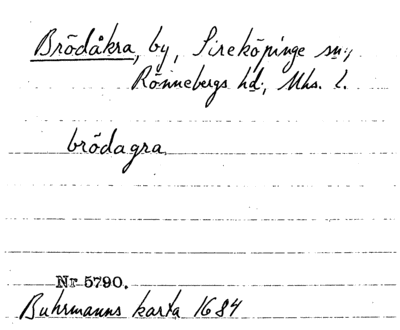 Brödåkra, by, Sireköpinge sn.,
Rönnebergs hd., Mhs. l.
brödagra
Nr 5790.
Buhrmanns karta 1684